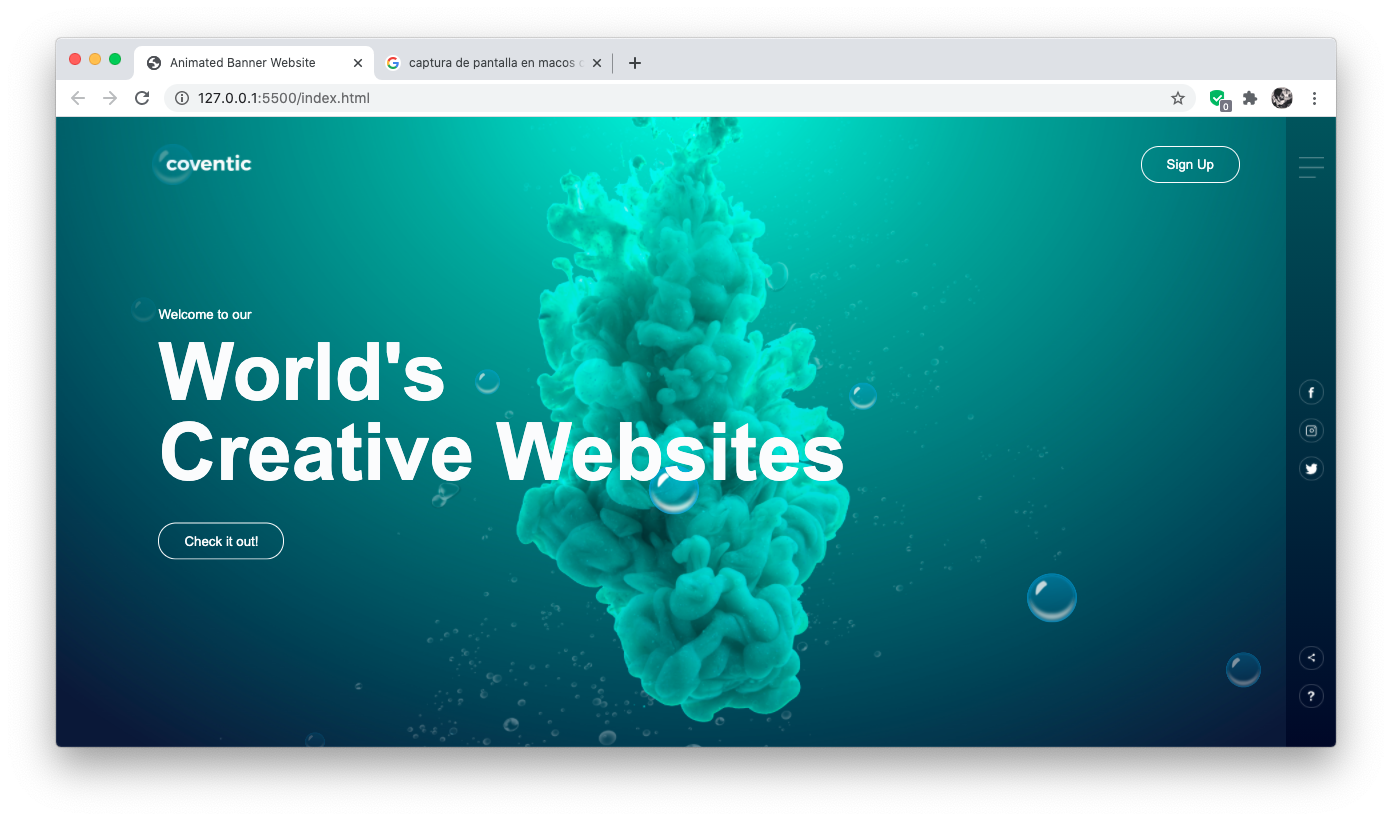 Animated Banner Website
captura de pantalla en macos
127.0.0.1:5500/index.html
0
coventic
Sign Up
Welcome to our
World's
Creative Websites
Check it out!
?